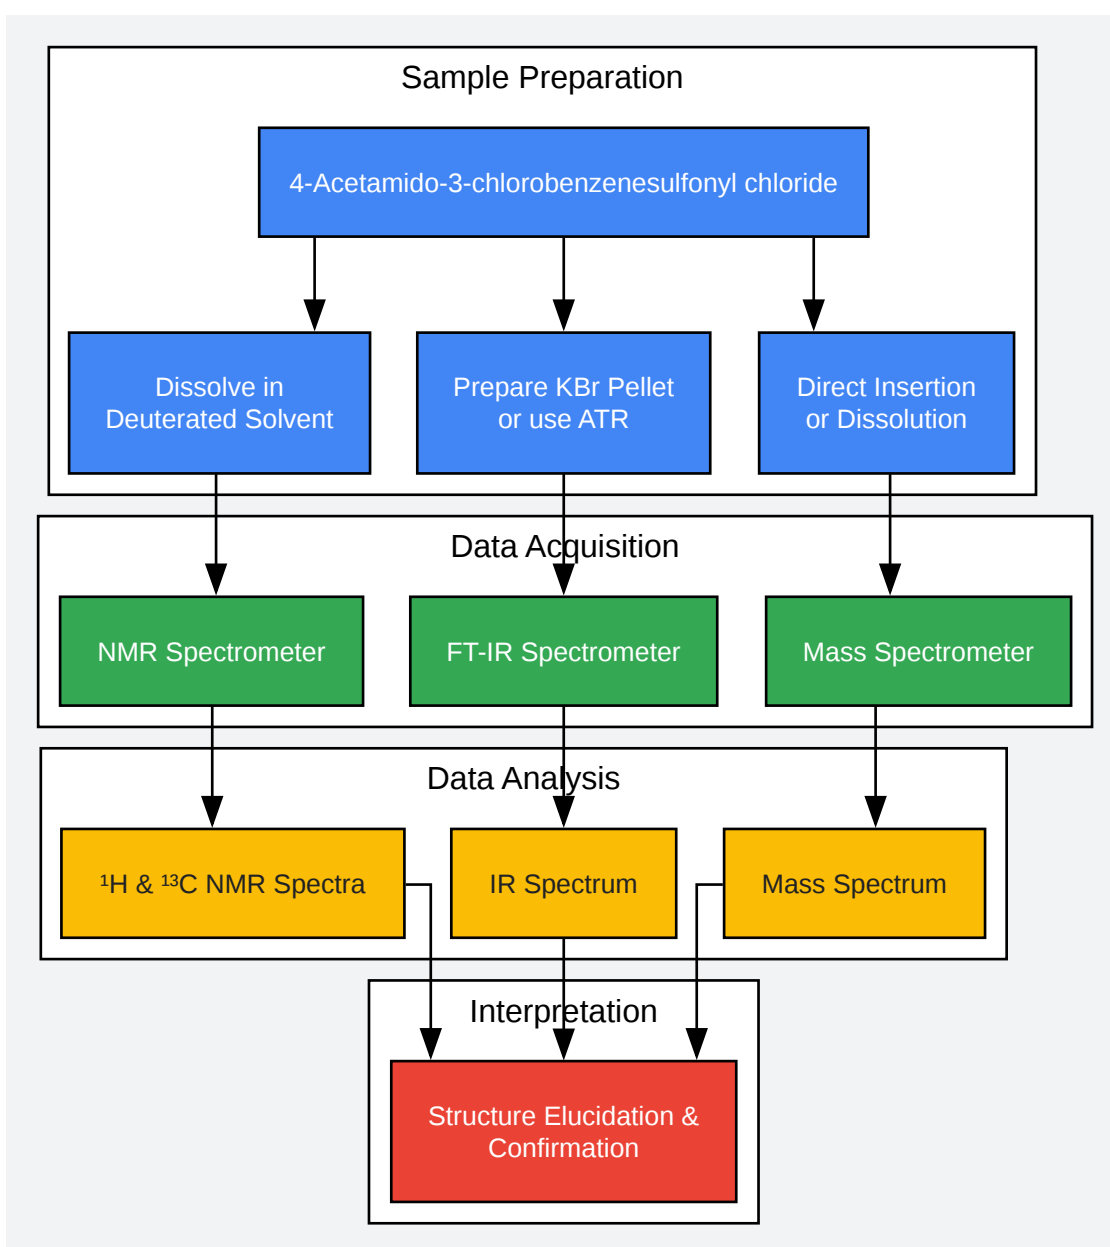 Sample Preparation
4-Acetamido-3-chlorobenzenesulfonyl chloride
Dissolve in
Deuterated Solvent
Prepare KBr Pellet
or use ATR
Direct Insertion
or Dissolution
Data Acquisition
NMR Spectrometer
FT-IR Spectrometer
Mass Spectrometer
Data Analysis
¹H & ¹³C NMR Spectra
IR Spectrum
Mass Spectrum
Interpretation
Structure Elucidation &
Confirmation